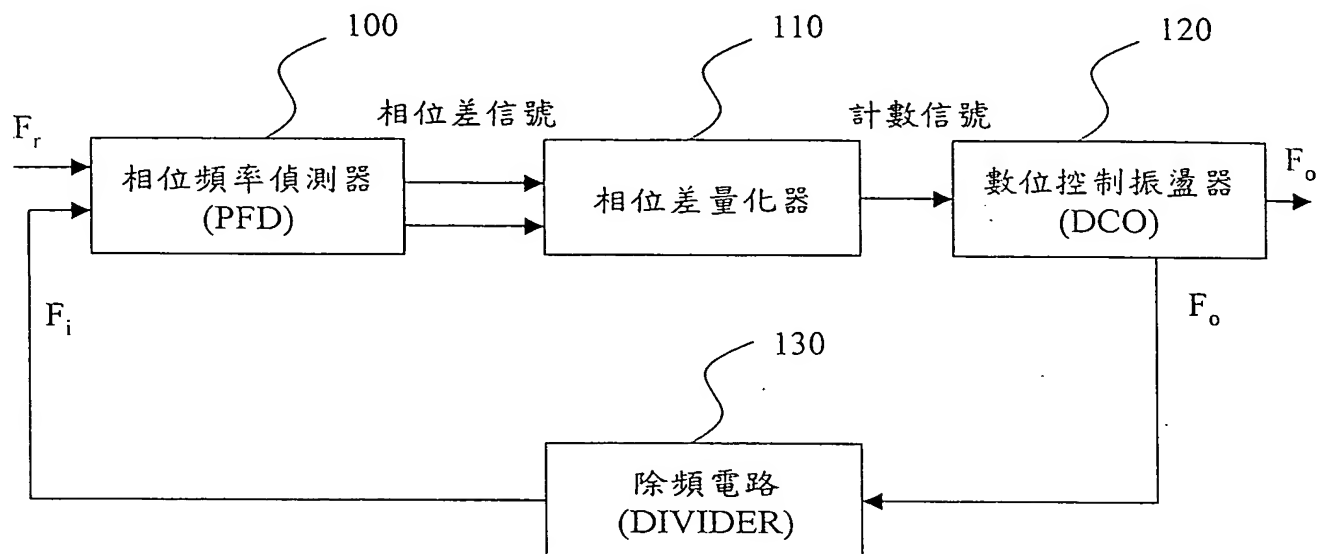 100
110
120
相位差信號
計數信號
F_r
相位頻率偵測器
(PFD)
相位差量化器
數位控制振盪器
(DCO)
F_o
F_i
F_o
130
除頻電路
(DIVIDER)